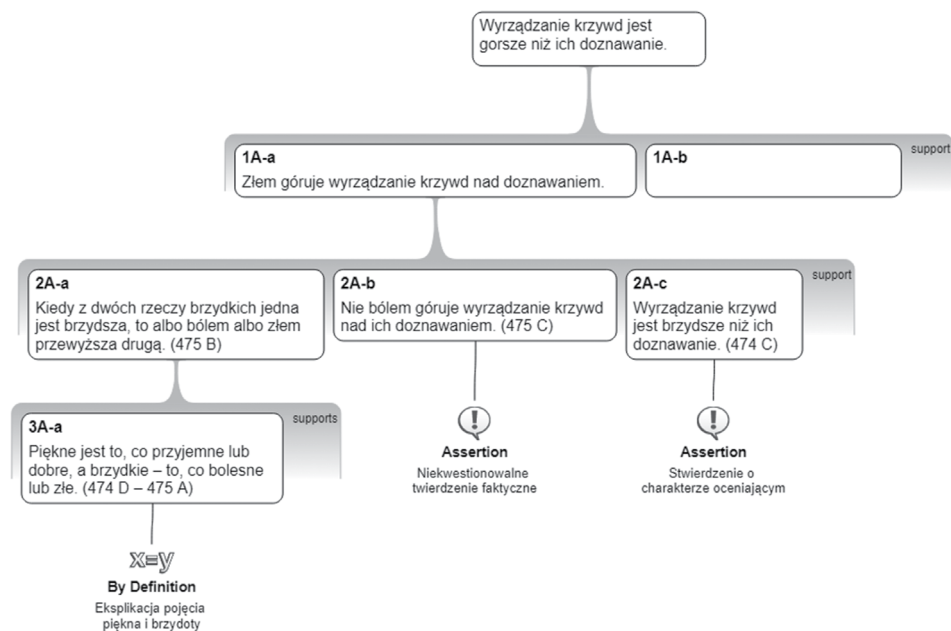 Wyrządzanie krzywd jest
gorsze niż ich doznawanie.
support
1A-a
Złem góruje wyrządzanie krzywd nad doznawaniem.
1A-b
support
2A-a
Kiedy z dwóch rzeczy brzydkich jedna
jest brzydsza, to albo bólem albo złem
przewyższa drugą. (475 B)
2A-b
Nie bólem góruje wyrządzanie krzywd
nad ich doznawaniem. (475 C)
2A-c
Wyrządzanie krzywd
jest brzydsze niż ich
doznawanie. (474 C)
supports
3A-a
Piękne jest to, co przyjemne lub
dobre, a brzydkie – to, co bolesne
lub złe. (474 D – 475 A)
Assertion
Niekwestionowalne
twierdzenie faktyczne
Assertion
Stwierdzenie o
charakterze oceniającym
x=y
By Definition
Eksplikacja pojęcia
piękna i brzydoty